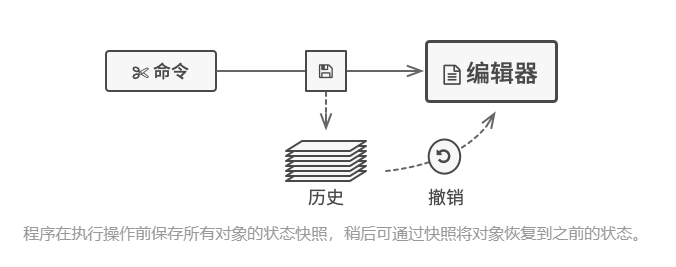 命令
编辑器
历史
撤销
程序在执行操作前保存所有对象的状态快照，稍后可通过快照将对象恢复到之前的状态。